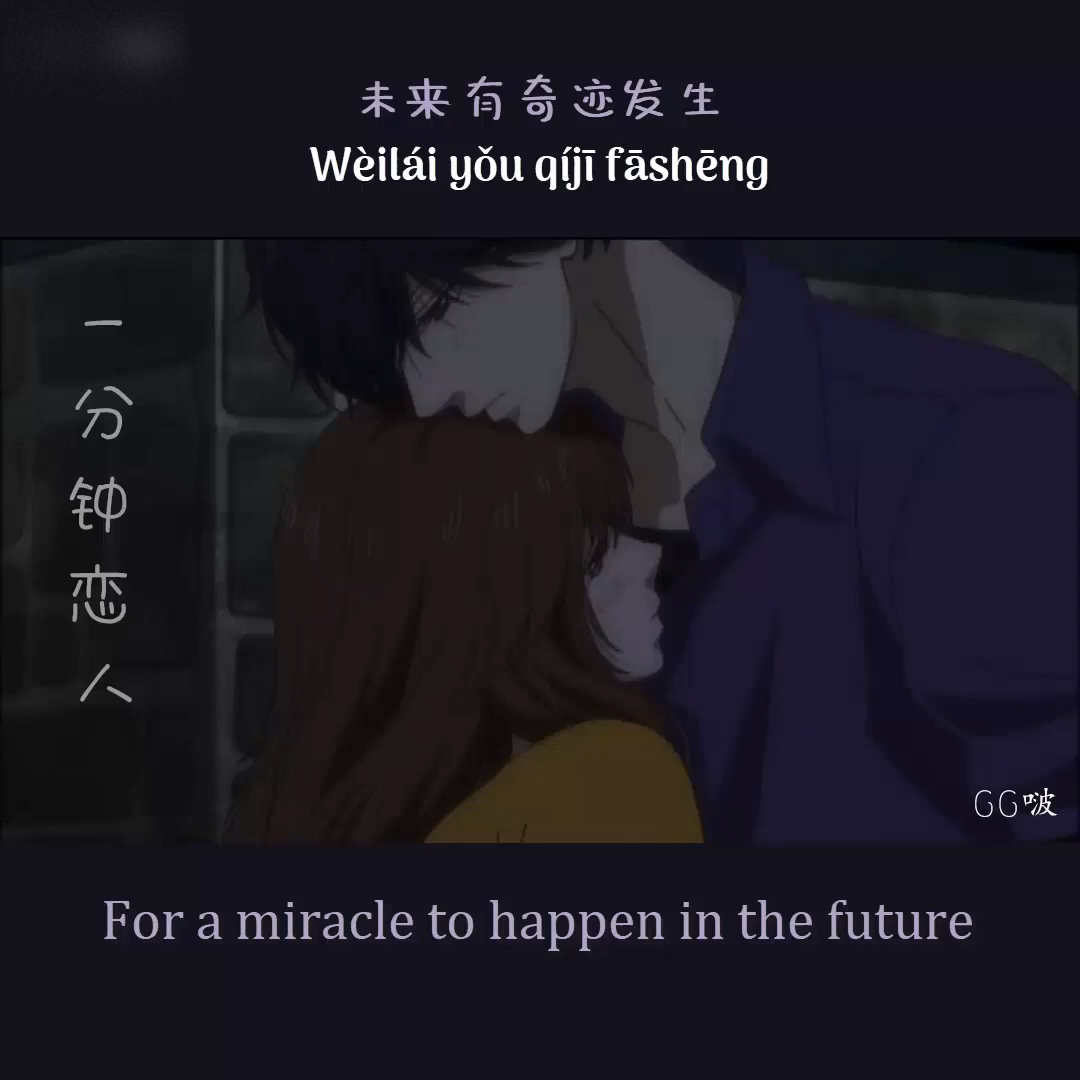 未来有奇迹发生
Wèilái yǒu qíjī fāshēng
一分钟恋人
GG啵
For a miracle to happen in the future